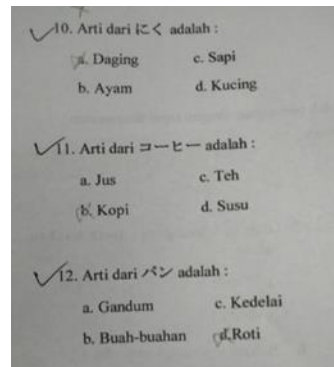 10. Arti dari にく adalah :
a. Daging c. Sapi
b. Ayam d. Kucing
11. Arti dari コーヒー adalah :
a. Jus c. Teh
b. Kopi d. Susu
12. Arti dari パン adalah :
a. Gandum c. Kedelai
b. Buah-buahan d. Roti